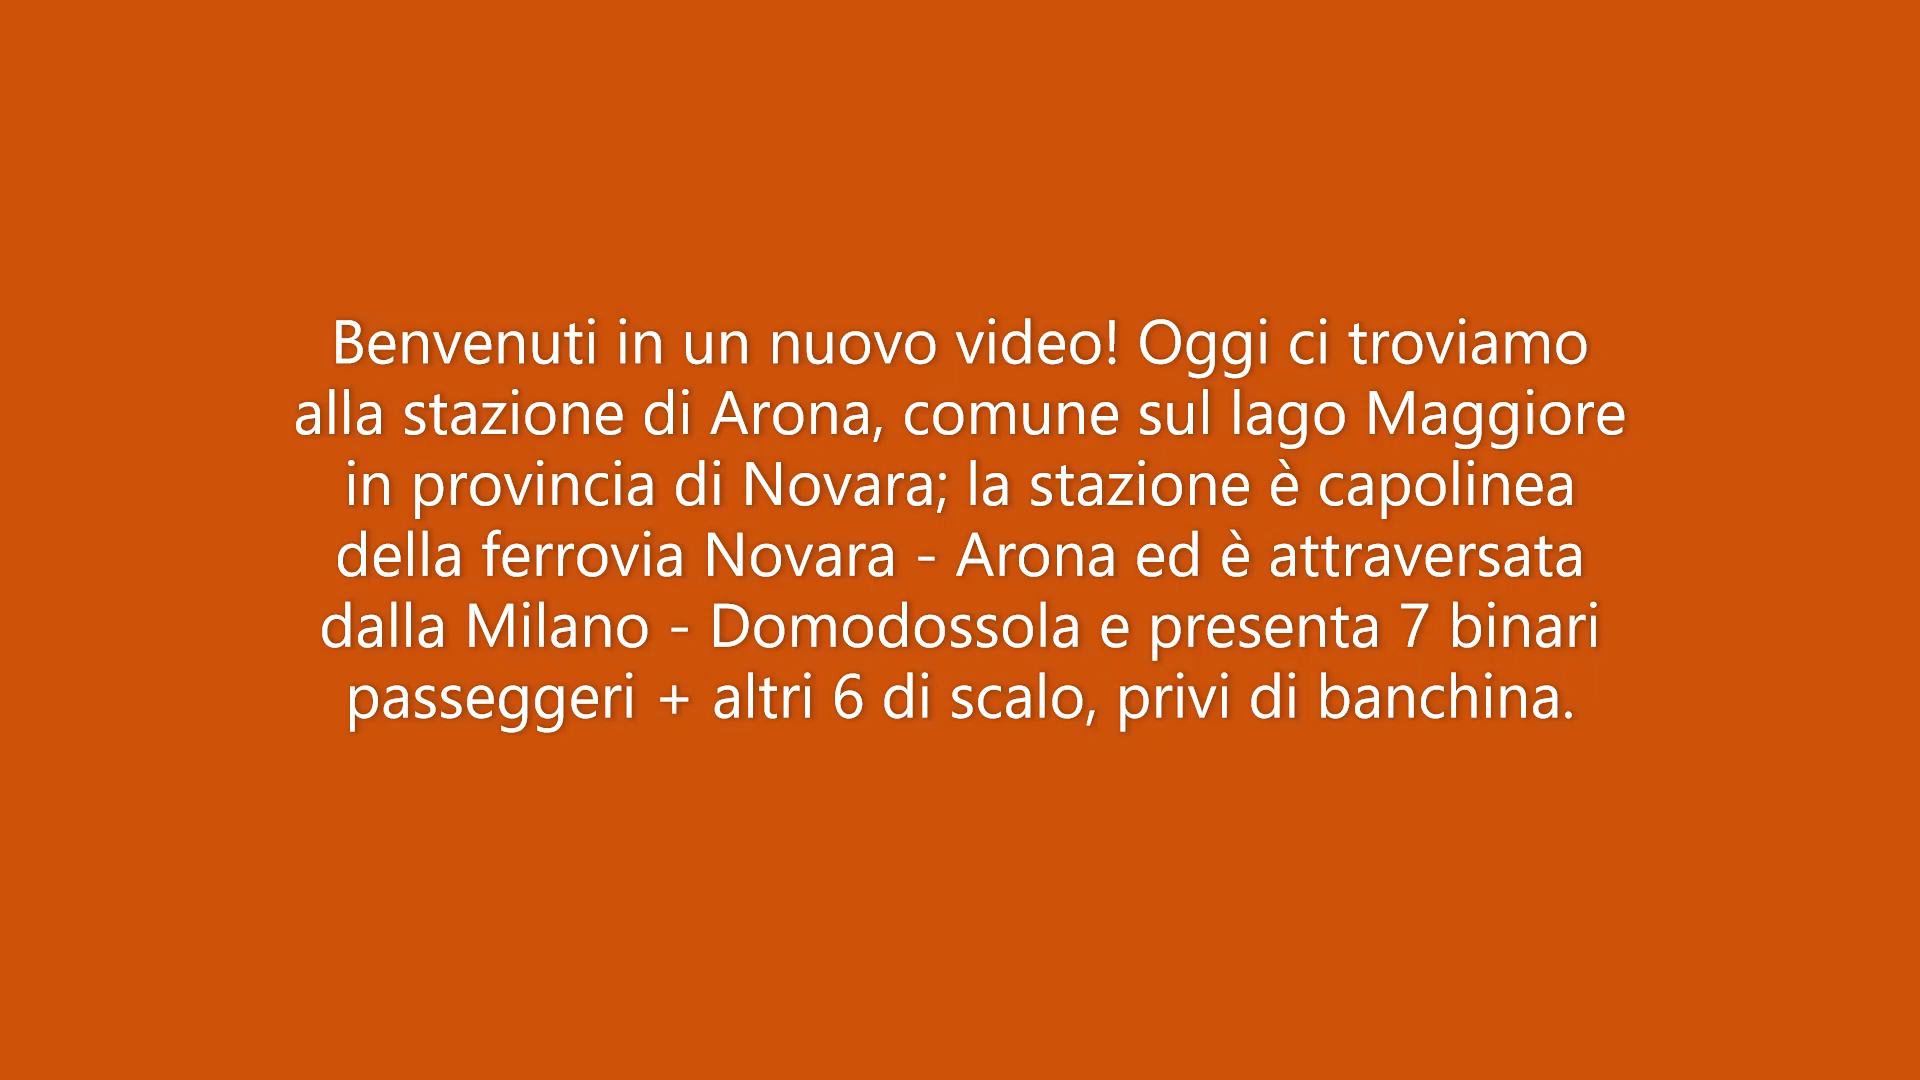 Benvenuti in un nuovo video! Oggi ci troviamo
alla stazione di Arona, comune sul lago Maggiore
in provincia di Novara; la stazione è capolinea
della ferrovia Novara - Arona ed è attraversata
dalla Milano - Domodossola e presenta 7 binari
passeggeri + altri 6 di scalo, privi di banchina.